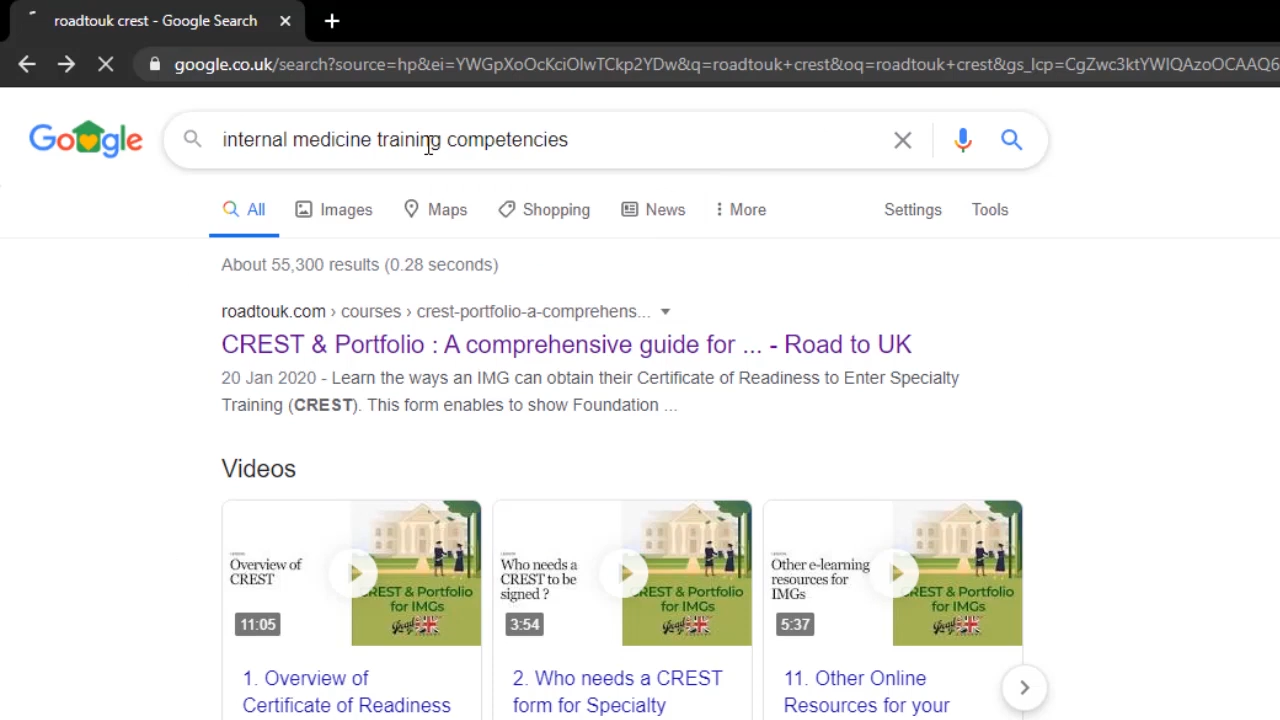 roadtouk crest - Google Search
google.co.uk/search?source=hp&ei=YWGpXoOcKciOlwTCkp2YDw&q=roadtouk+crest&oq=roadtouk+crest&gs_lcp=CgZwc3ktYWIQAzoOCAAQ6
Google
internal medicine training competencies
All Images Maps Shopping News More Settings Tools
About 55,300 results (0.28 seconds)
roadtouk.com › courses › crest-portfolio-a-comprehens...
CREST & Portfolio : A comprehensive guide for ... - Road to UK
20 Jan 2020 - Learn the ways an IMG can obtain their Certificate of Readiness to Enter Specialty
Training (CREST). This form enables to show Foundation ...
Videos
Overview of
CREST
CREST & Portfolio
for IMGs
11:05
Who needs a
CREST to be
signed ?
CREST & Portfolio
for IMGs
3:54
Other e-learning
resources for
IMGs
CREST & Portfolio
for IMGs
5:37
1. Overview of
Certificate of Readiness
2. Who needs a CREST
form for Specialty
11. Other Online
Resources for your